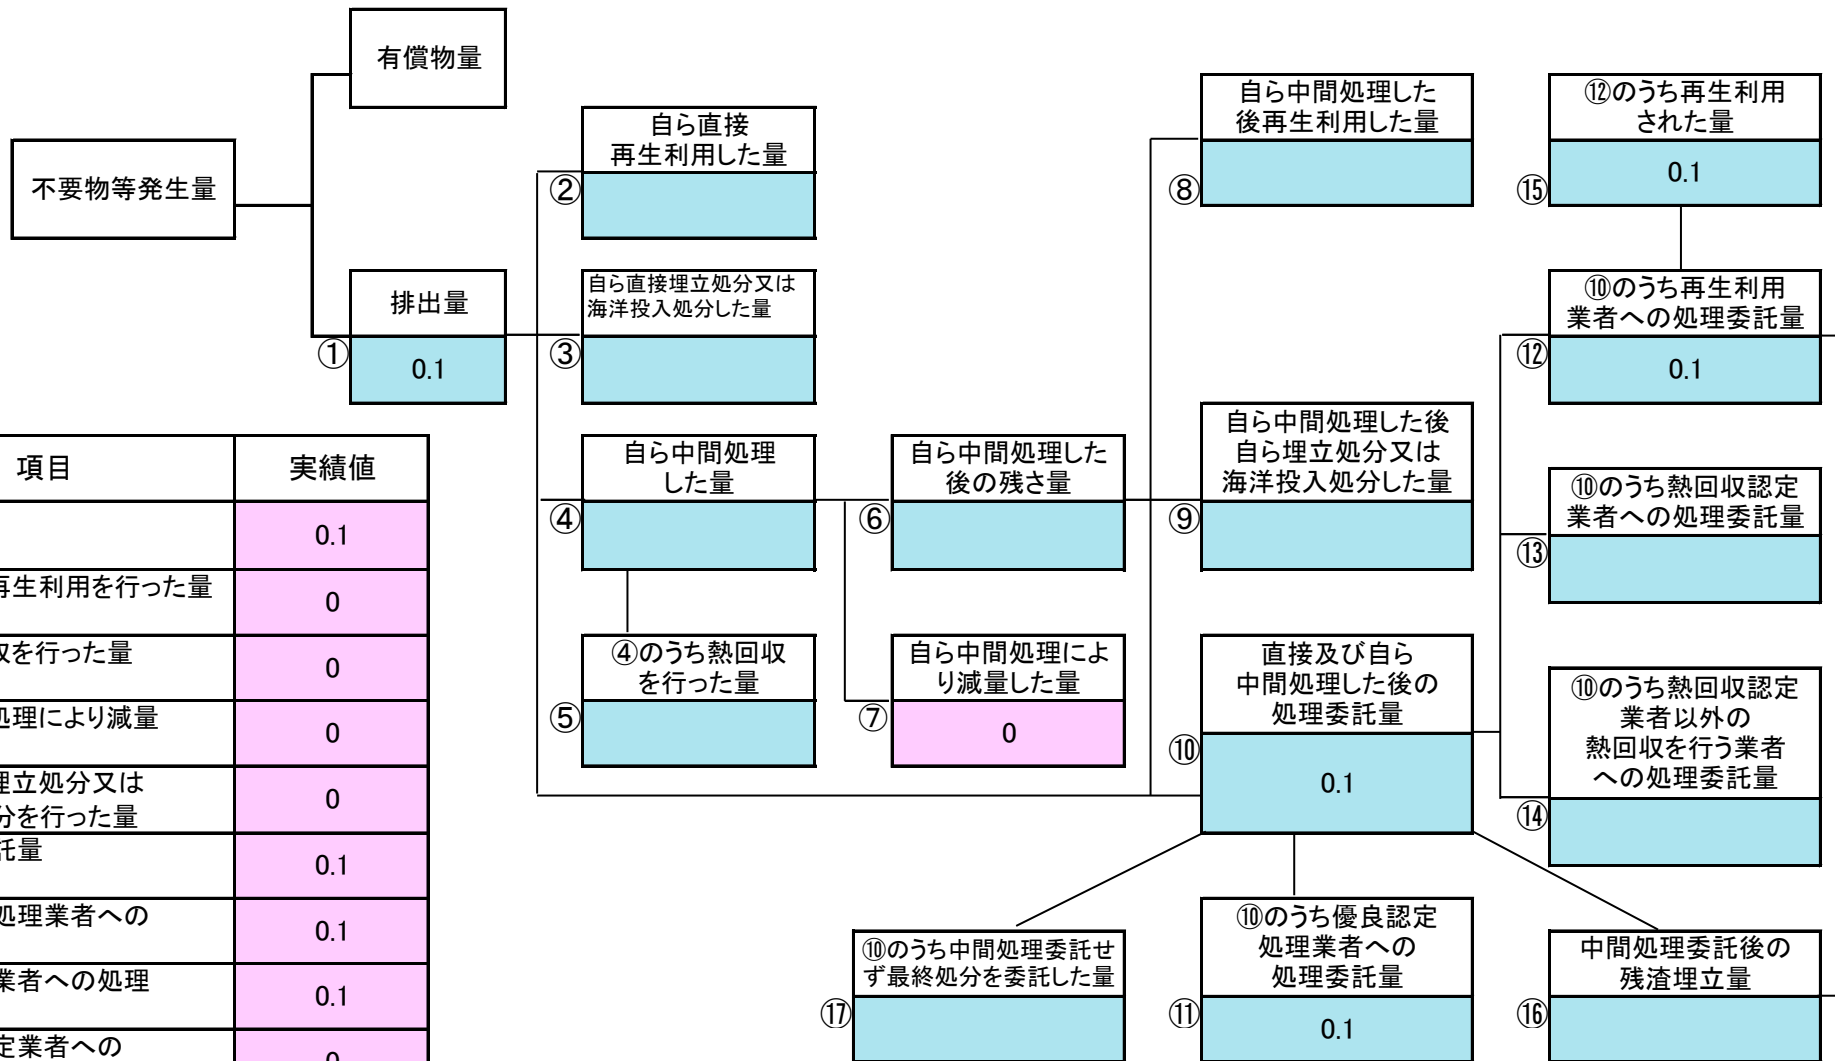 有償物量
不要物等発生量
排出量
①
0.1
自ら直接
再生利用した量
②
自ら直接埋立処分又は
海洋投入処分した量
③
自ら中間処理
した量
④
④のうち熱回収
を行った量
⑤
自ら中間処理した
後の残さ量
⑥
自ら中間処理によ
り減量した量
⑦
0
自ら中間処理した
後再生利用した量
⑧
自ら中間処理した後
自ら埋立処分又は
海洋投入処分した量
⑨
直接及び自ら
中間処理した後の
処理委託量
⑩
0.1
⑫のうち再生利用
された量
⑮
0.1
⑩のうち再生利用
業者への処理委託量
⑫
0.1
⑩のうち熱回収認定
業者への処理委託量
⑬
⑩のうち熱回収認定
業者以外の
熱回収を行う業者
への処理委託量
⑭
⑩のうち中間処理委託せ
ず最終処分を委託した量
⑰
⑩のうち優良認定
処理業者への
処理委託量
⑪
0.1
中間処理委託後の
残渣埋立量
⑯
項目 実績値
0.1
再生利用を行った量 0
を行った量 0
処理により減量 0
埋立処分又は
を行った量 0
託量 0.1
処理業者への 0.1
業者への処理 0.1
定業者への